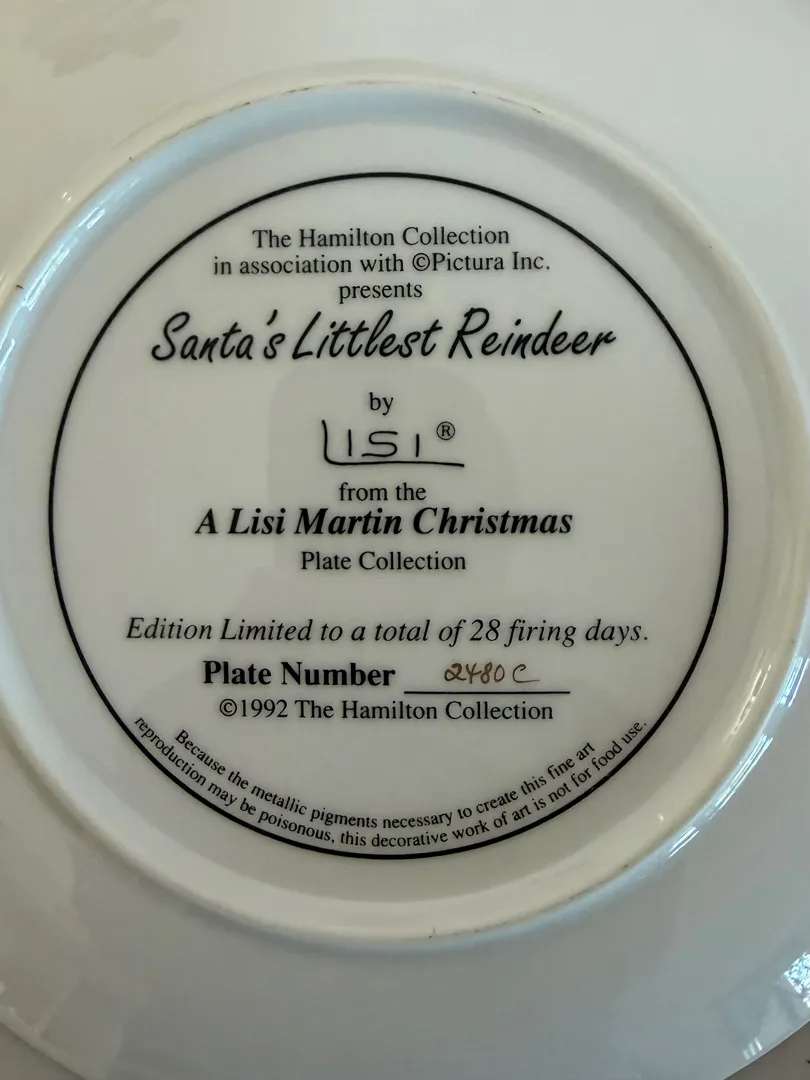 The Hamilton Collection
in association with ©Pictura Inc.
presents
Santa's Littlest Reindeer
by
LISI®
from the
A Lisi Martin Christmas
Plate Collection
Edition Limited to a total of 28 firing days.
Plate Number 2480 C
©1992 The Hamilton Collection
Because the metallic pigments necessary to create this fine art
reproduction may be poisonous, this decorative work of art is not for food use.